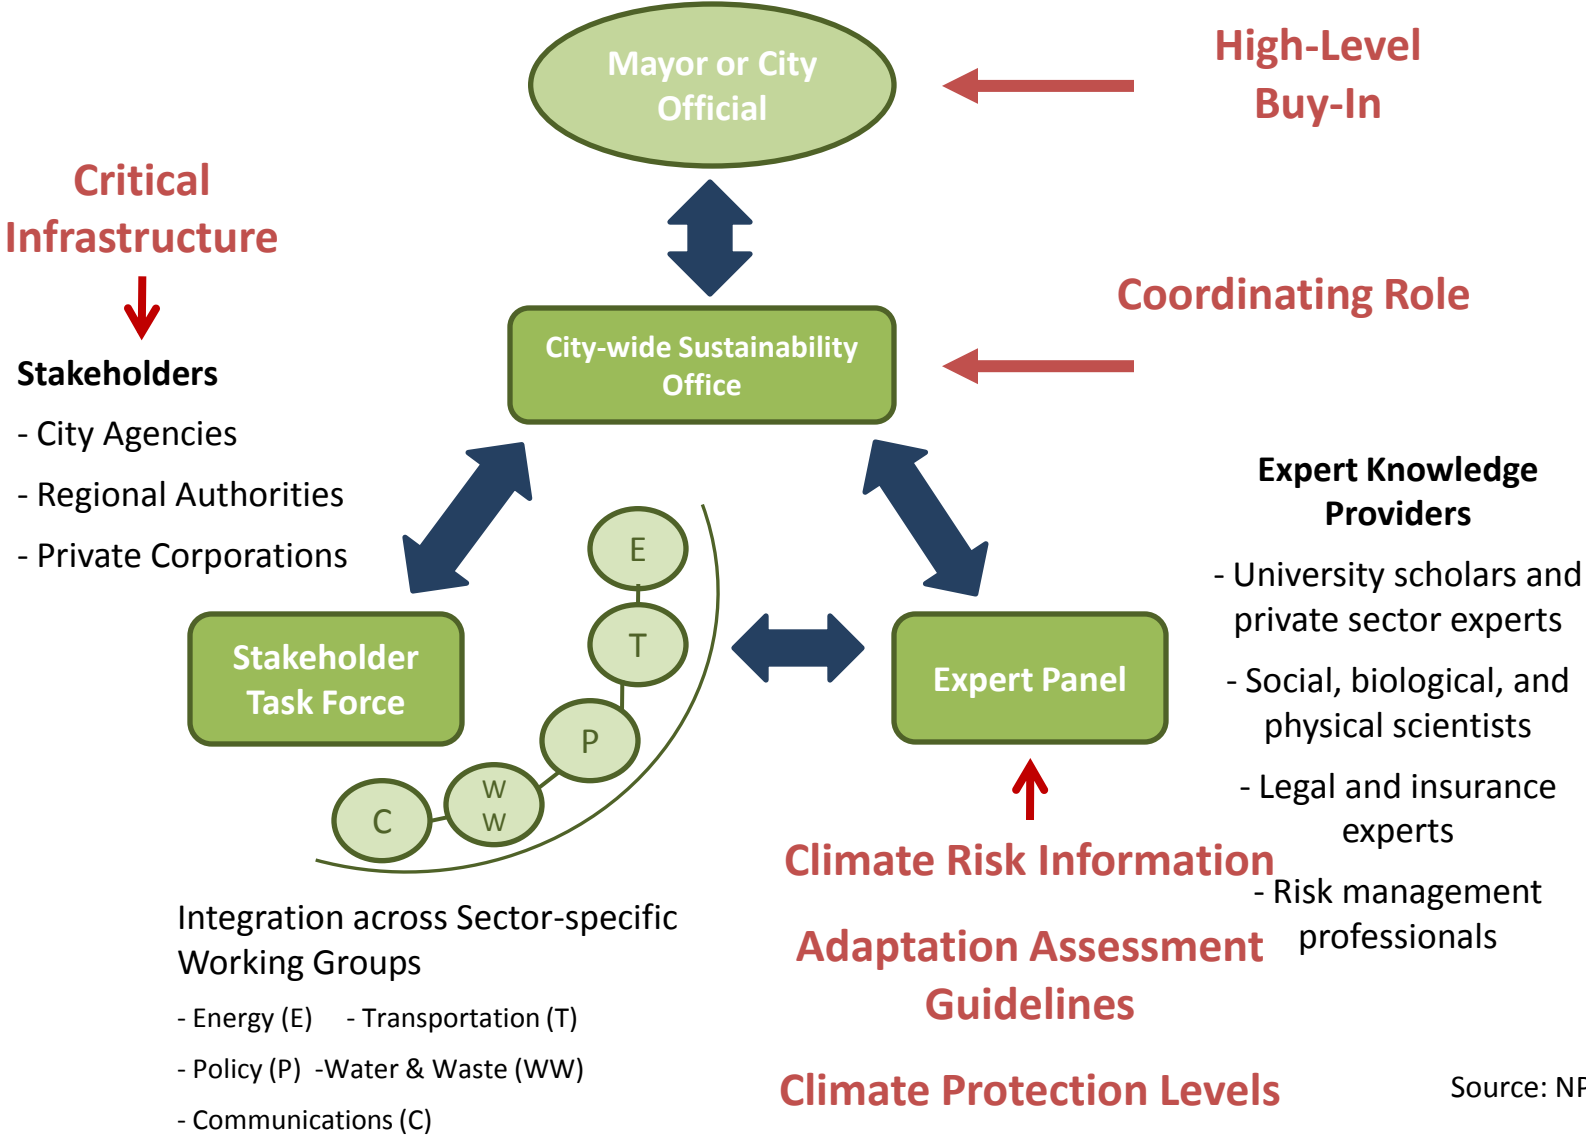 Mayor or City
Official
High-Level
Buy-In
Critical
Infrastructure
City-wide Sustainability
Office
Coordinating Role
Stakeholders
- City Agencies
- Regional Authorities
- Private Corporations
Expert Knowledge
Providers
- University scholars and
private sector experts
- Social, biological, and
physical scientists
- Legal and insurance
experts
- Risk management
professionals
Stakeholder
Task Force
E
T
P
W
W
C
Expert Panel
Climate Risk Information
Adaptation Assessment
Guidelines
Climate Protection Levels
Integration across Sector-specific
Working Groups
- Energy (E) - Transportation (T)
- Policy (P) -Water & Waste (WW)
- Communications (C)
Source: